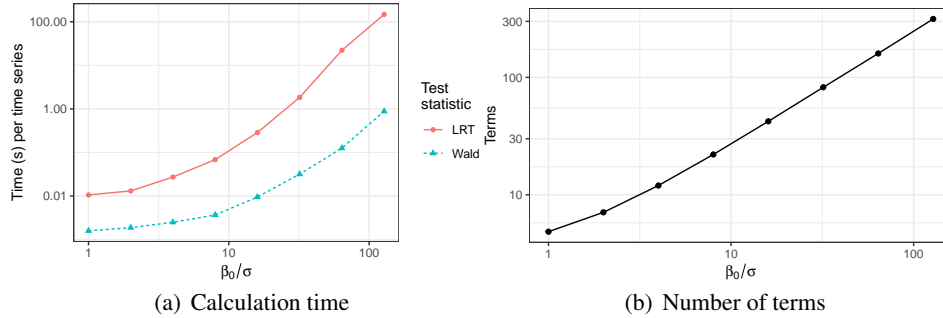 100.00
1.00
0.01
Time (s) per time series
1
10
100
β₀/σ
Test
statistic
LRT
Wald
(a) Calculation time
300
100
30
10
Terms
1
10
100
β₀/σ
(b) Number of terms